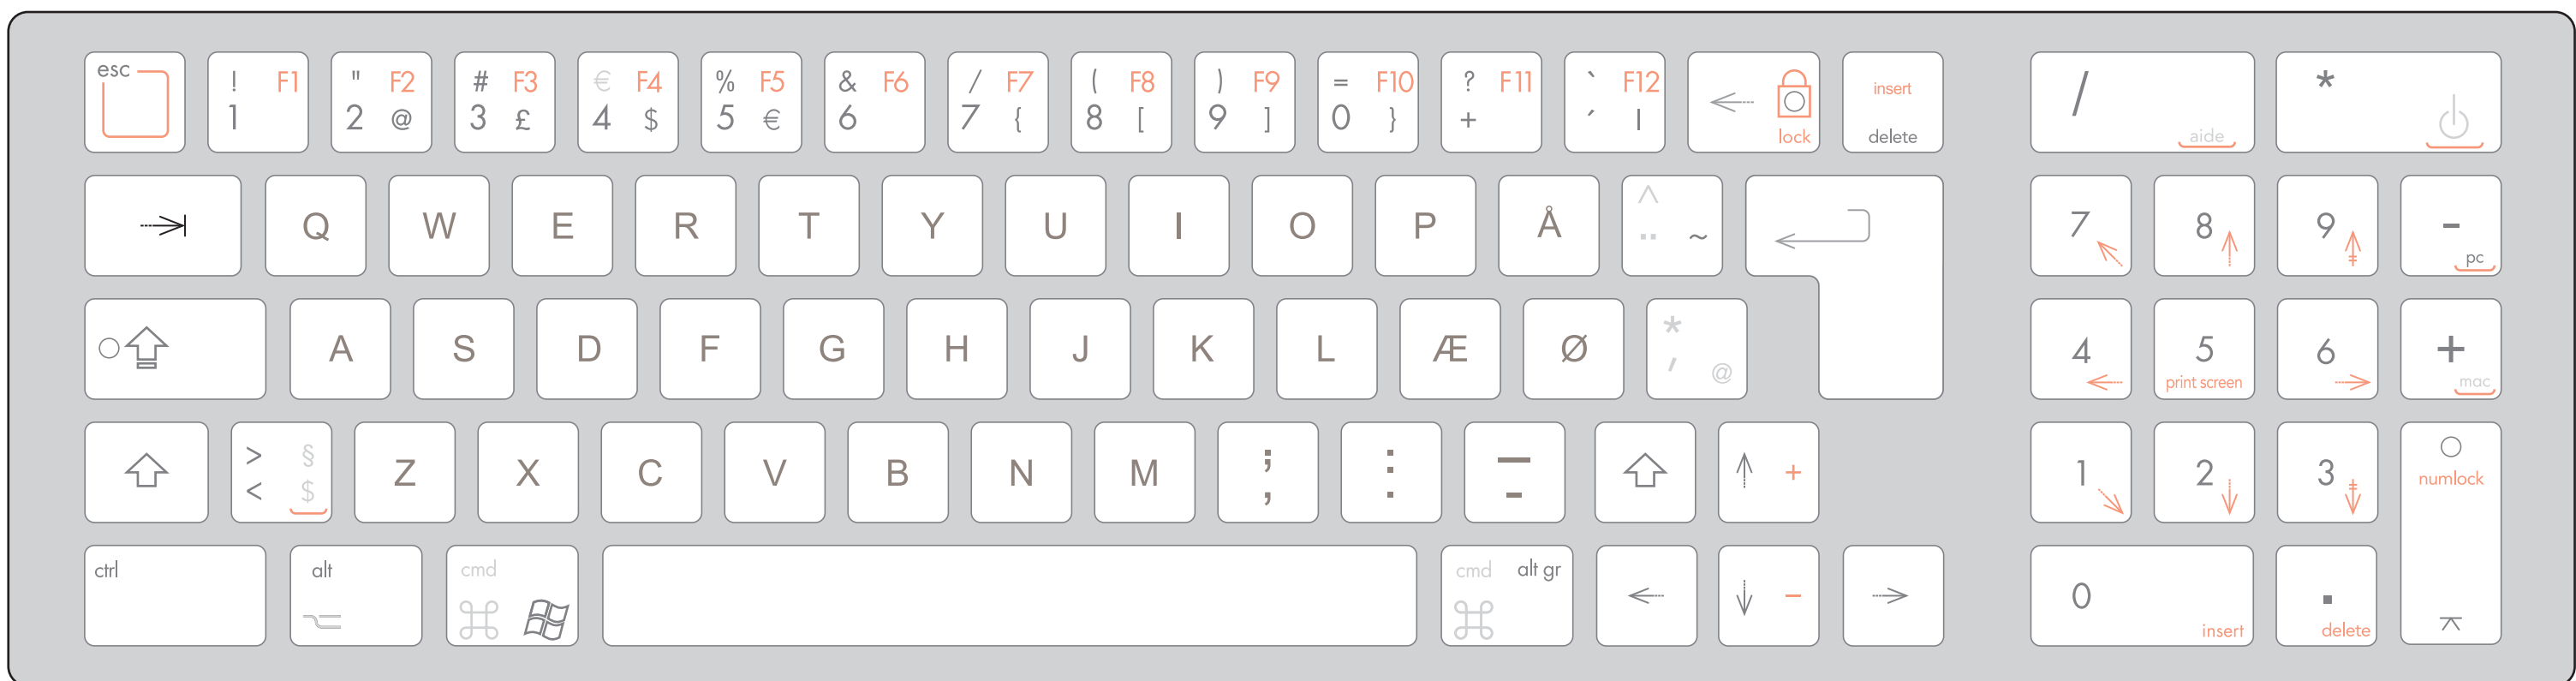 esc ! F1 " F2 # F3 € F4 % F5 & F6 / F7 ( F8 ) F9 = F10 ? F11 ` F12 insert / *
1 2 @ 3 £ 4 $ 5 € 6 7 { 8 [ 9 ] 0 } + ´ | lock delete aide
Q W E R T Y U I O P Å ^ ¨ ~ 7 8 9 - pc
A S D F G H J K L Æ Ø * ' @ 4 5 6 +
print screen mac
> § Z X C V B N M ; : _ + 1 2 3 numlock
< $ , . -
ctrl alt cmd cmd alt gr - 0 .
insert delete